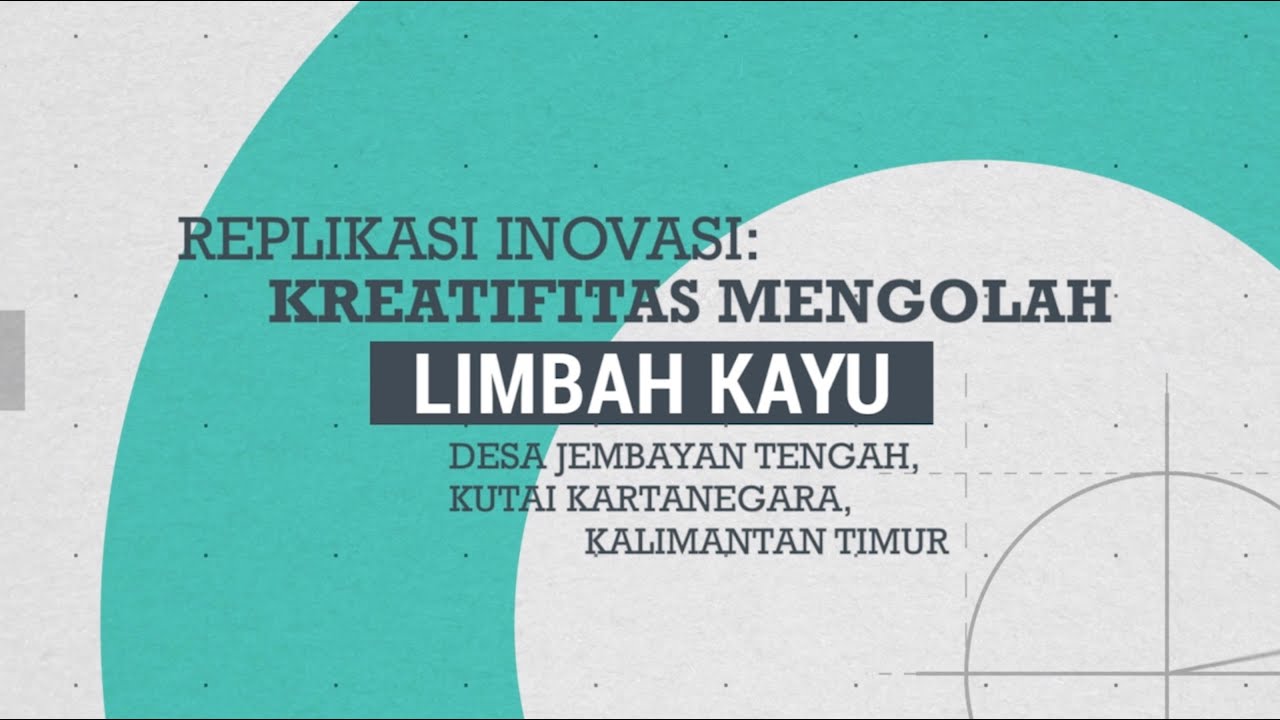 REPLIKASI INOVASI:
KREATIFITAS MENGOLAH
LIMBAH KAYU
DESA JEMBAYAN TENGAH,
KUTAI KARTANEGARA,
KALIMANTAN TIMUR